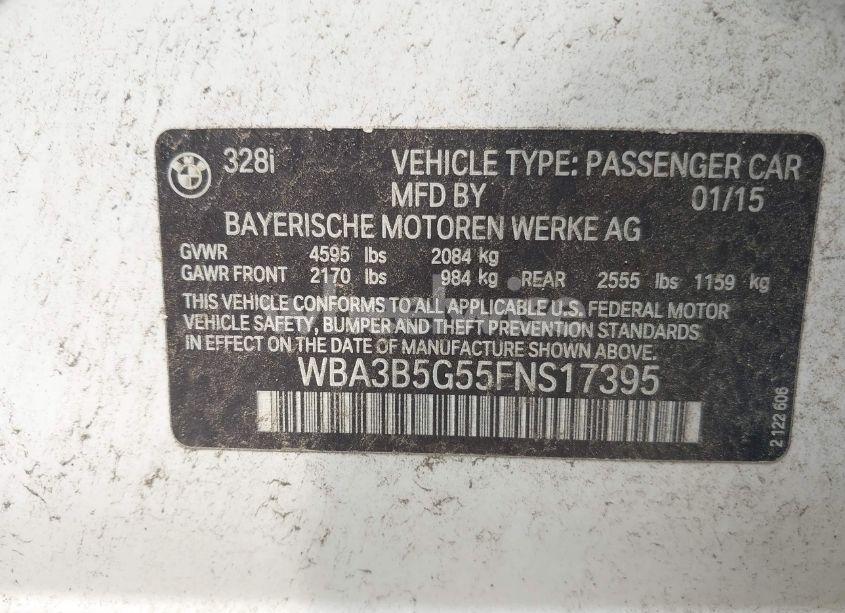 328i VEHICLE TYPE: PASSENGER CAR
MFD BY 01/15
BAYERISCHE MOTOREN WERKE AG
GVWR 4595 lbs 2084 kg
GAWR FRONT 2170 lbs 984 kg REAR 2555 lbs 1159 kg
THIS VEHICLE CONFORMS TO ALL APPLICABLE U.S. FEDERAL MOTOR
VEHICLE SAFETY, BUMPER AND THEFT PREVENTION STANDARDS
IN EFFECT ON THE DATE OF MANUFACTURE SHOWN ABOVE.
WBA3B5G55FNS17395
2 122 606